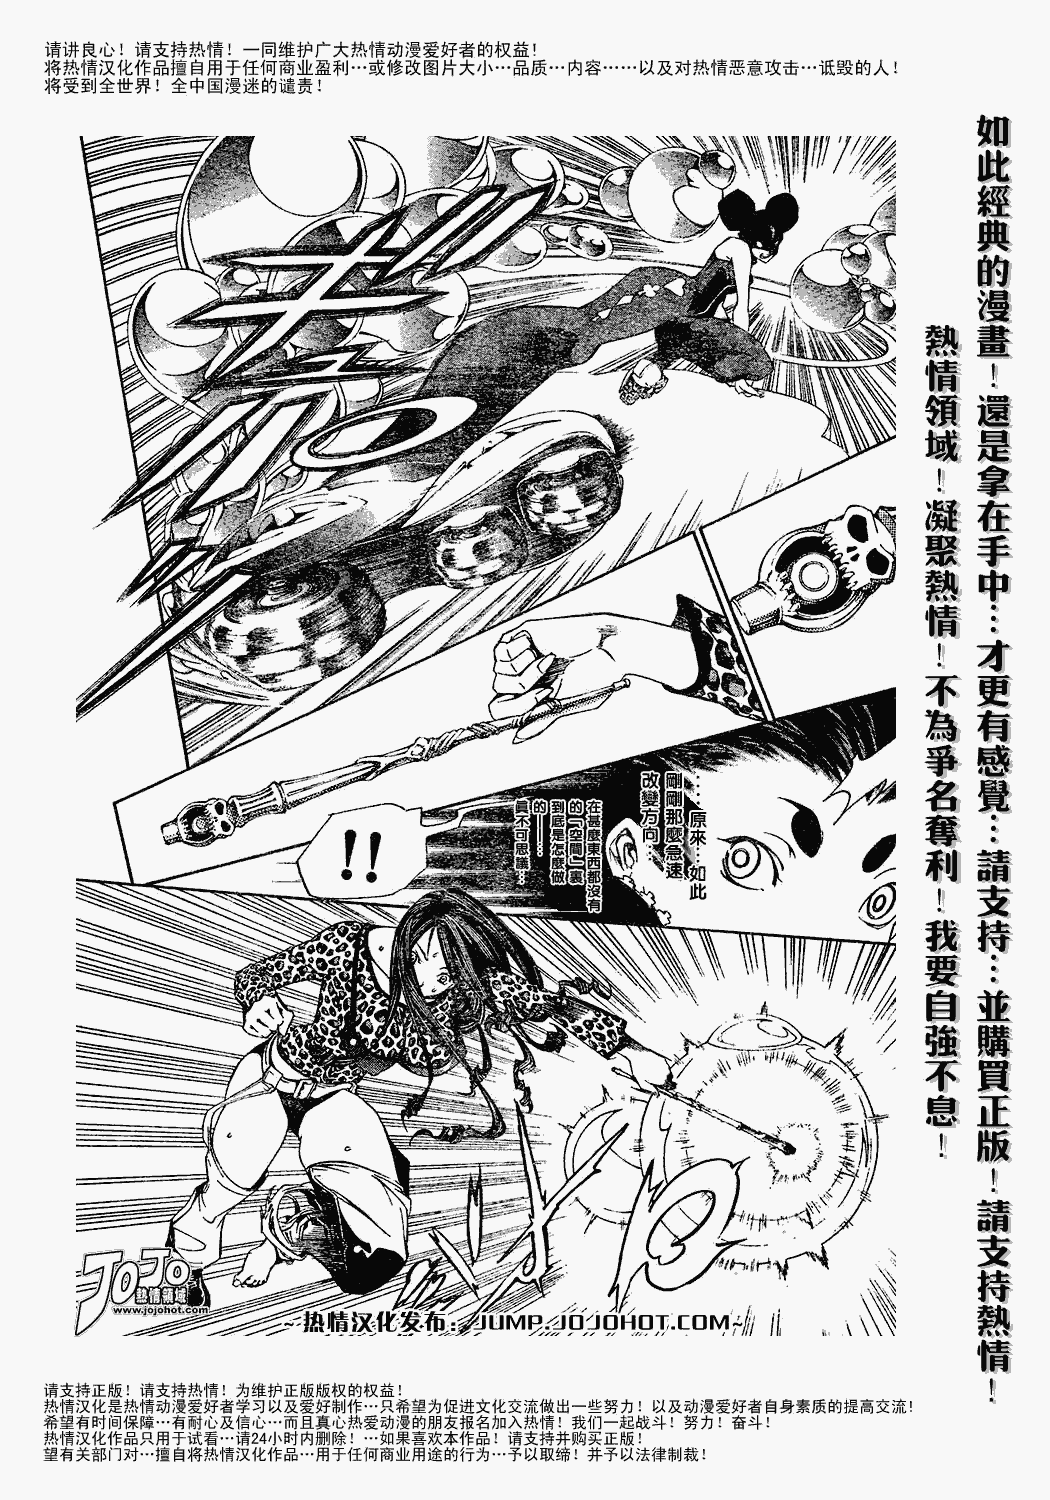 请讲良心！请支持热情！一同维护广大热情动漫爱好者的权益！
将热情汉化作品擅自用于任何商业盈利…或修改图片大小…品质…内容……以及对热情恶意攻击…诋毁的人！
将受到全世界！全中国漫迷的谴责！
如此經典的漫畫！還是拿在手中…才更有感覺…請支持…並購買正版！請支持熱情！
熱情領域！凝聚熱情！不為爭名奪利！我要自強不息！
……原來…如此
剛剛那麼急速
改變方向…
在甚麼東西都沒有
的「空間」裏
到底是怎麼做
的——…
真不可思議…
!!
JOJO
熱情領域
www.jojohot.com
~热情汉化发布：JUMP.JOJOHOT.COM~
请支持正版！请支持热情！为维护正版版权的权益！
热情汉化是热情动漫爱好者学习以及爱好制作…只希望为促进文化交流做出一些努力！以及动漫爱好者自身素质的提高交流！
希望有时间保障…有耐心及信心…而且真心热爱动漫的朋友报名加入热情！我们一起战斗！努力！奋斗！
热情汉化作品只用于试看…请24小时内删除！…如果喜欢本作品！请支持并购买正版！
望有关部门对…擅自将热情汉化作品…用于任何商业用途的行为…予以取缔！并予以法律制裁！